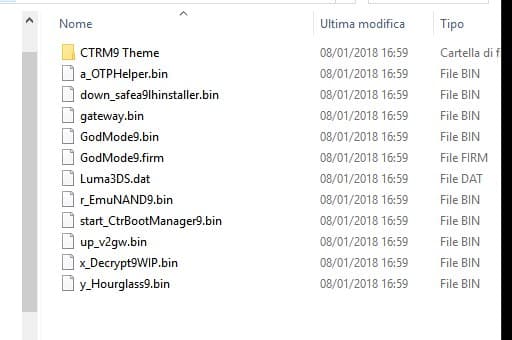 Nome Ultima modifica Tipo
CTRM9 Theme 08/01/2018 16:59 Cartella di f
a_OTPHelper.bin 08/01/2018 16:59 File BIN
down_safea9lhinstaller.bin 08/01/2018 16:59 File BIN
gateway.bin 08/01/2018 16:59 File BIN
GodMode9.bin 08/01/2018 16:59 File BIN
GodMode9.firm 08/01/2018 16:59 File FIRM
Luma3DS.dat 08/01/2018 16:59 File DAT
r_EmuNAND9.bin 08/01/2018 16:59 File BIN
start_CtrBootManager9.bin 08/01/2018 16:59 File BIN
up_v2gw.bin 08/01/2018 16:59 File BIN
x_Decrypt9WIP.bin 08/01/2018 16:59 File BIN
y_Hourglass9.bin 08/01/2018 16:59 File BIN